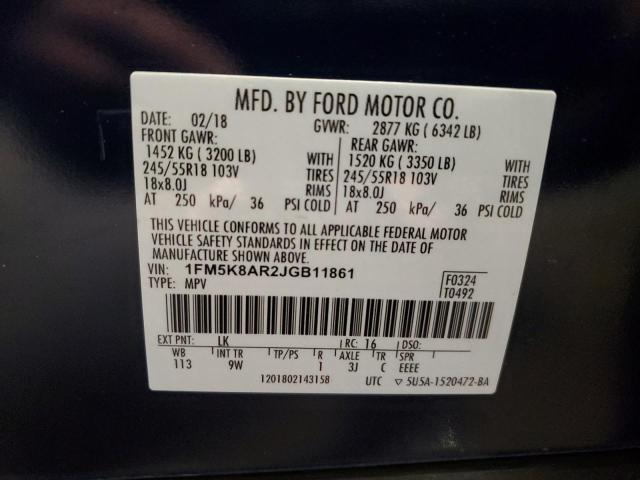 MFD. BY FORD MOTOR CO.
DATE: 02/18 GVWR: 2877 KG ( 6342 LB)
FRONT GAWR: REAR GAWR:
1452 KG ( 3200 LB) WITH 1520 KG ( 3350 LB) WITH
245/55R18 103V TIRES 245/55R18 103V TIRES
18x8.0J RIMS 18x8.0J RIMS
AT 250 kPa/ 36 PSI COLD AT 250 kPa/ 36 PSI COLD
THIS VEHICLE CONFORMS TO ALL APPLICABLE FEDERAL MOTOR
VEHICLE SAFETY STANDARDS IN EFFECT ON THE DATE OF
MANUFACTURE SHOWN ABOVE.
VIN: 1FM5K8AR2JGB11861 F0324
TYPE: MPV T0492
EXT PNT: LK RC: 16 DSO:
WB INT TR TP/PS R AXLE TR SPR
113 9W 1 3J C EEEE
1201802143158 UTC ▽ 5U5A-1520472-BA